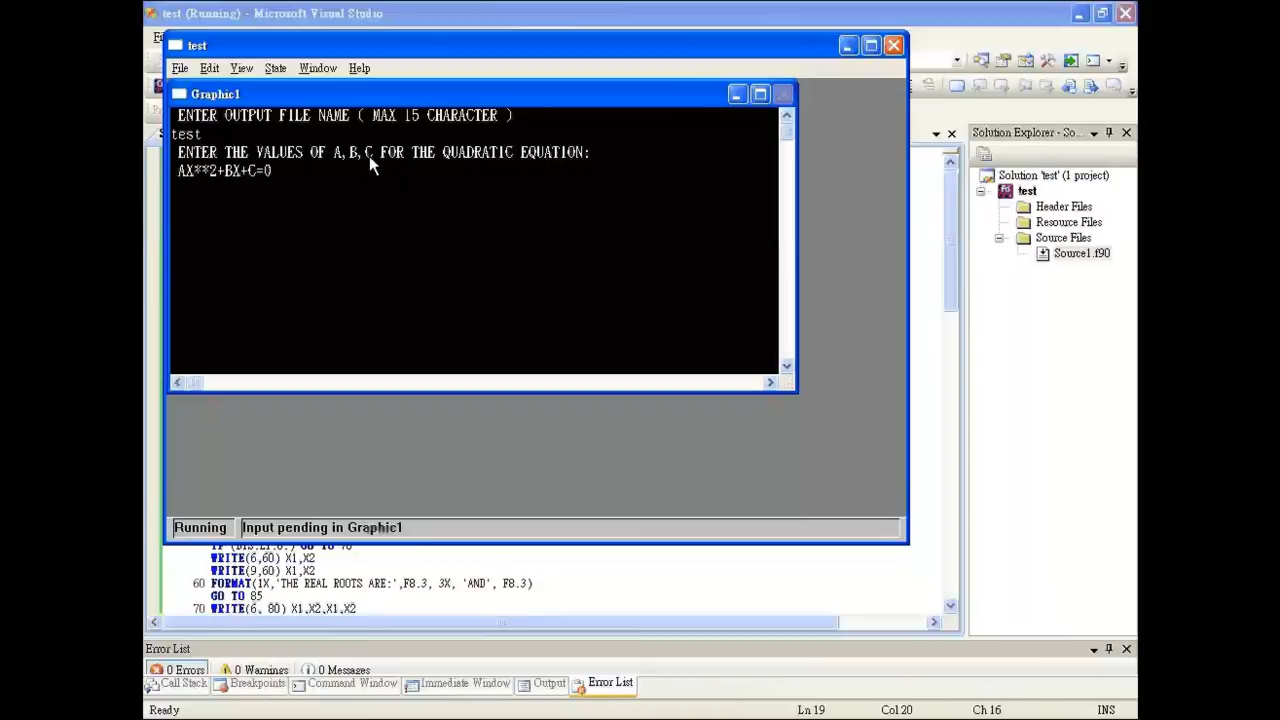 test (Running) - Microsoft Visual Studio
test
File Edit View State Window Help
Graphic1
ENTER OUTPUT FILE NAME ( MAX 15 CHARACTER )
test
ENTER THE VALUES OF A,B,C FOR THE QUADRATIC EQUATION:
AX**2+BX+C=0
Running Input pending in Graphic1
WRITE(6,60) X1,X2
WRITE(9,60) X1,X2
60 FORMAT(1X,'THE REAL ROOTS ARE:',F8.3, 3X, 'AND', F8.3)
GO TO 85
70 WRITE(6, 80) X1,X2,X1,X2
Solution Explorer - So...
Solution 'test' (1 project)
test
Header Files
Resource Files
Source Files
Source1.f90
Error List
0 Errors 0 Warnings 0 Messages
Call Stack Breakpoints Command Window Immediate Window Output Error List
Ready Ln 19 Col 20 Ch 16 INS